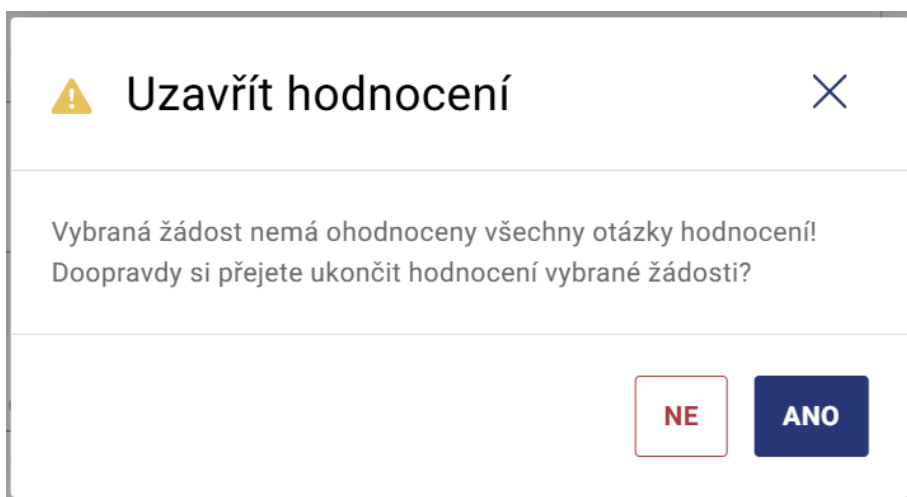 Uzavřít hodnocení
Vybraná žádost nemá ohodnoceny všechny otázky hodnocení!
Doopravdy si přejete ukončit hodnocení vybrané žádosti?
NE
ANO